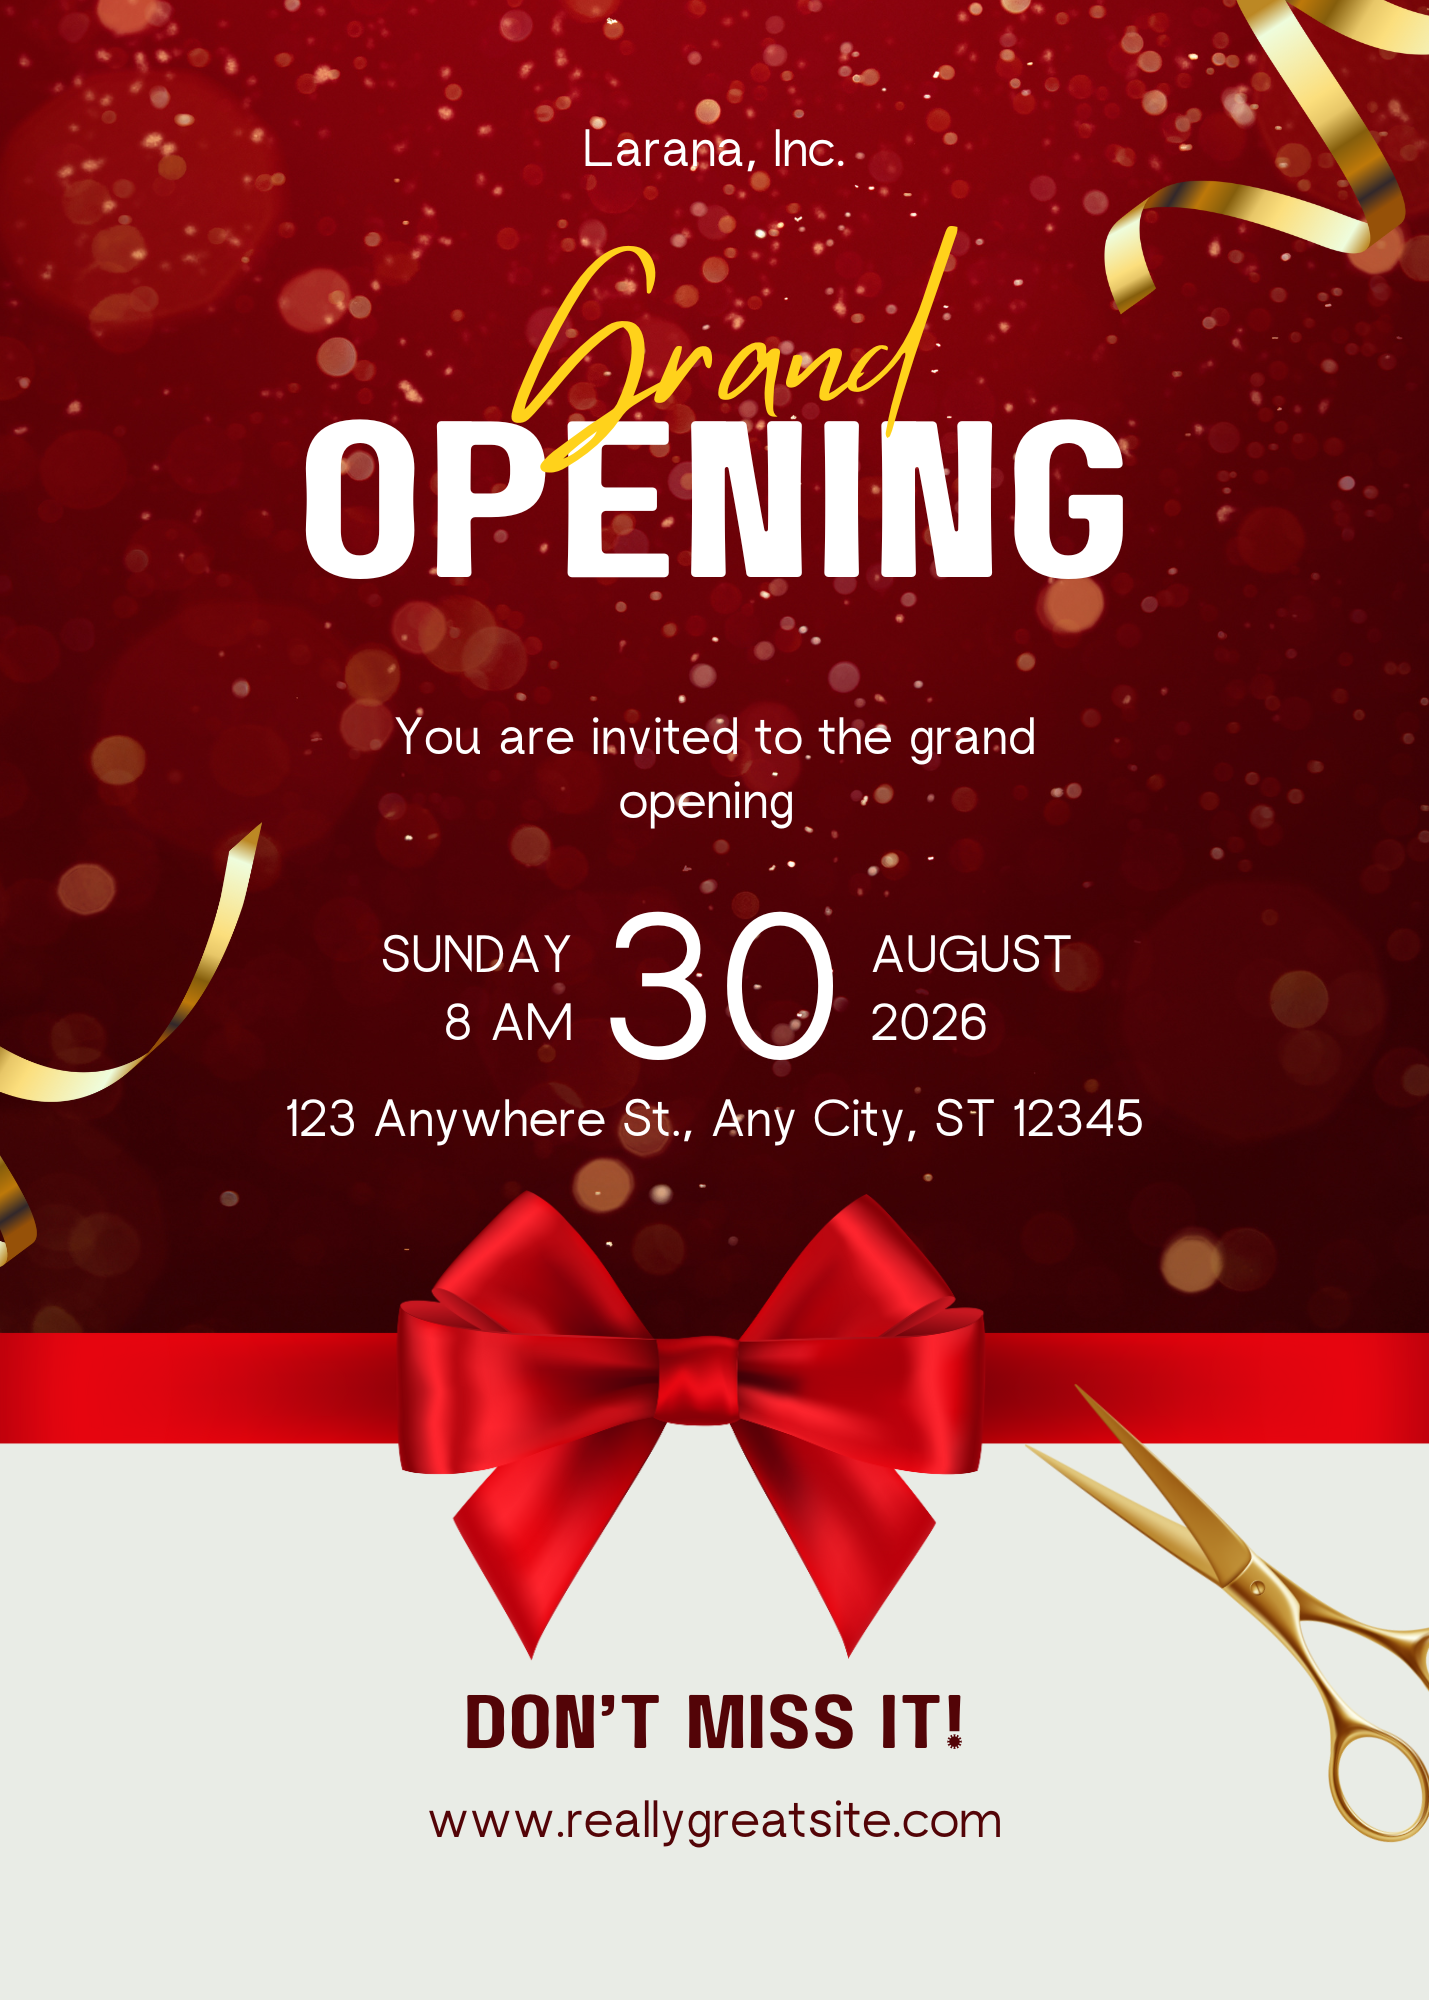 Larana, Inc.
Grand
OPENING
You are invited to the grand
opening
SUNDAY
8 AM
30
AUGUST
2026
123 Anywhere St., Any City, ST 12345
DON'T MISS IT!
www.reallygreatsite.com